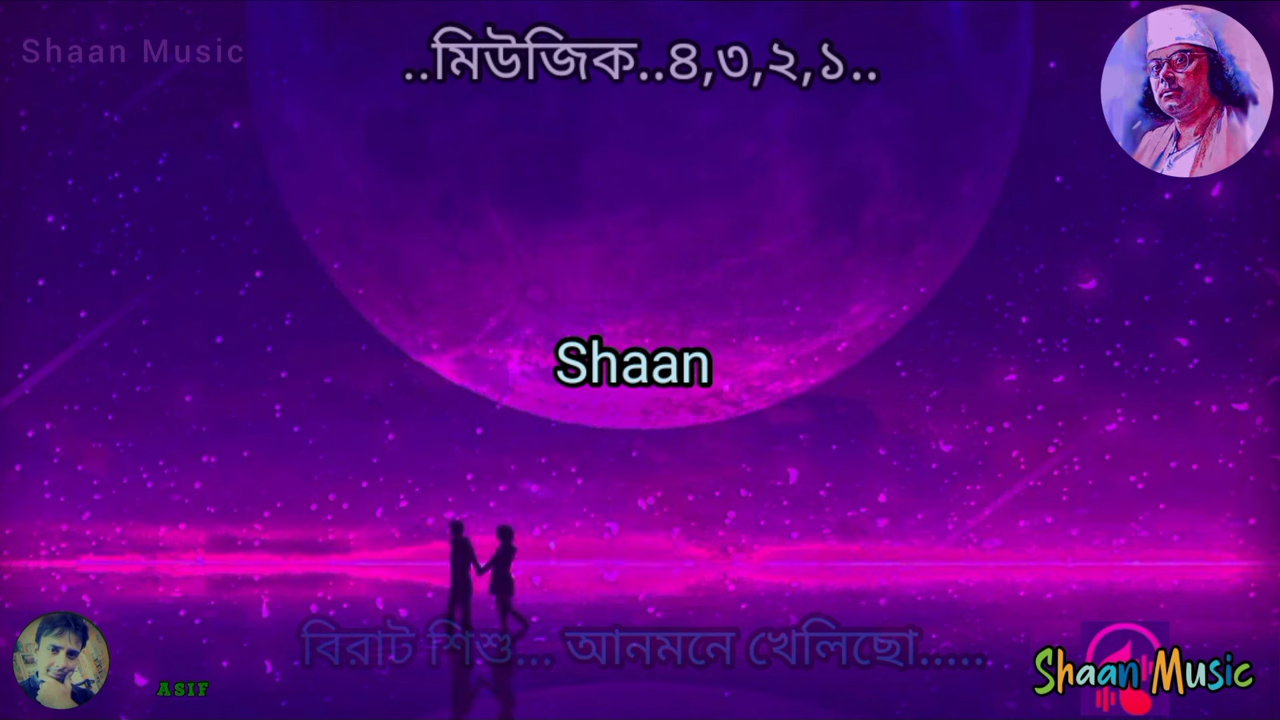 Shaan Music
..মিউজিক..৪,৩,২,১..
Shaan
বিরাট শিশু... আনমনে খেলিছো.....
ASIF
Shaan Music